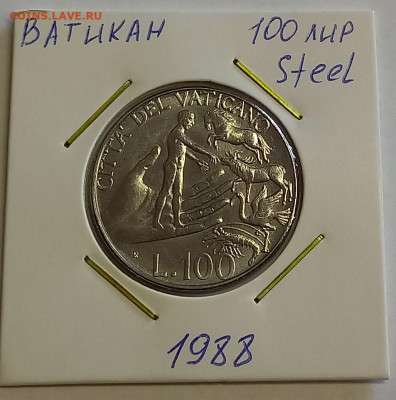 COINS.LAVE.RU
ВАТИКАН 100 лир
Steel
CITTA' DEL VATICANO
L.100
1988